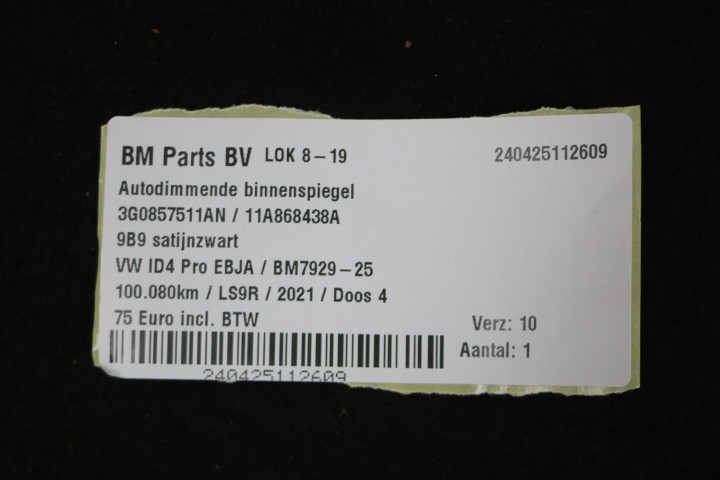 BM Parts BV LOK 8-19 240425112609
Autodimmende binnenspiegel
3G0857511AN / 11A868438A
9B9 satijnzwart
VW ID4 Pro EBJA / BM7929-25
100.080km / LS9R / 2021 / Doos 4
75 Euro incl. BTW Verz: 10
Aantal: 1
240425112609